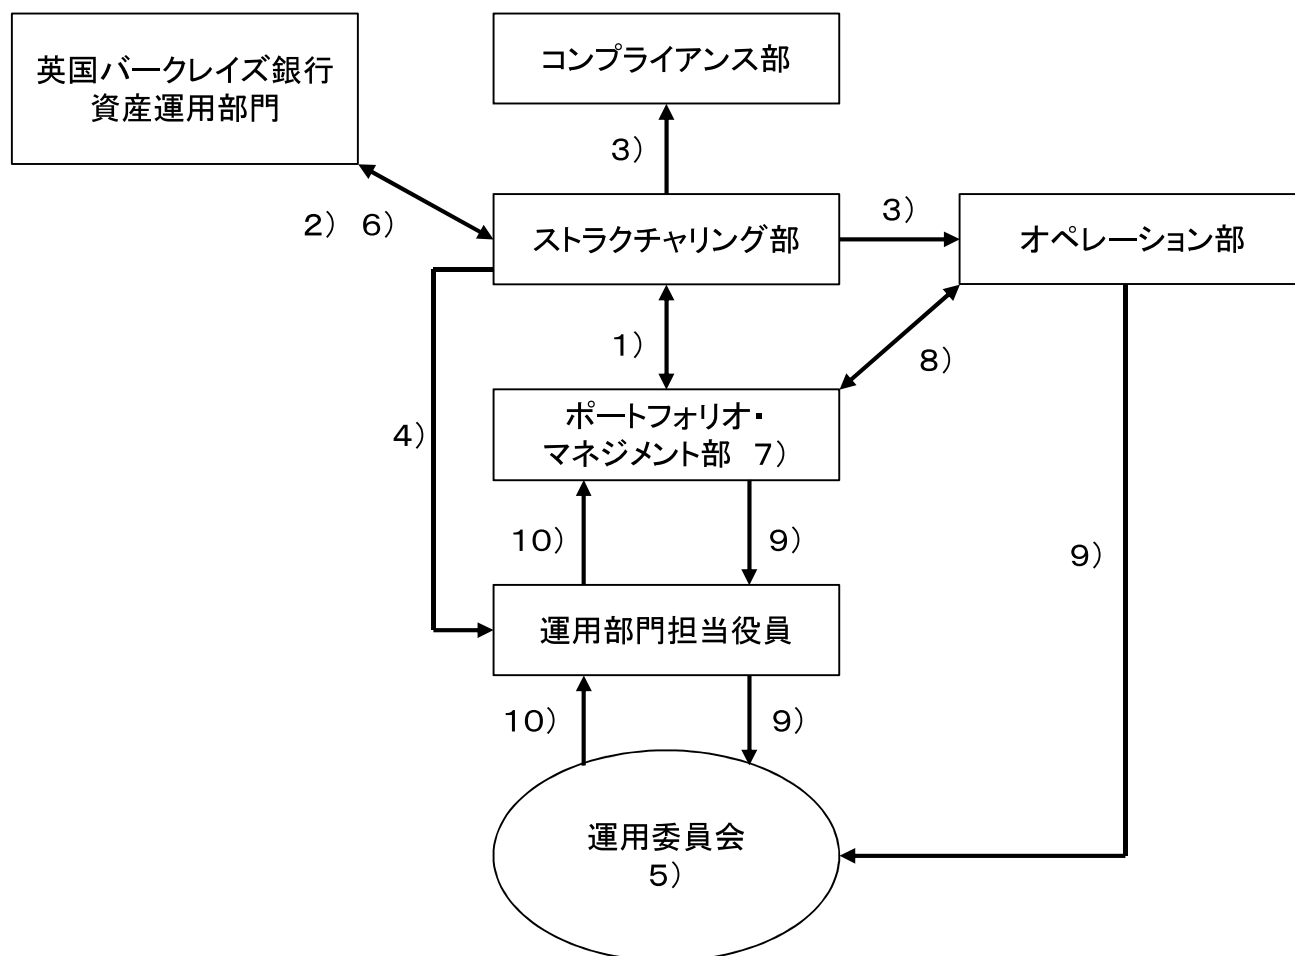 英国バークレイズ銀行
資産運用部門
コンプライアンス部
3）
2） 6）
ストラクチャリング部
3）
オペレーション部
1）
8）
4）
ポートフォリオ・
マネジメント部 7）
10）
9）
9）
運用部門担当役員
10）
9）
運用委員会
5）